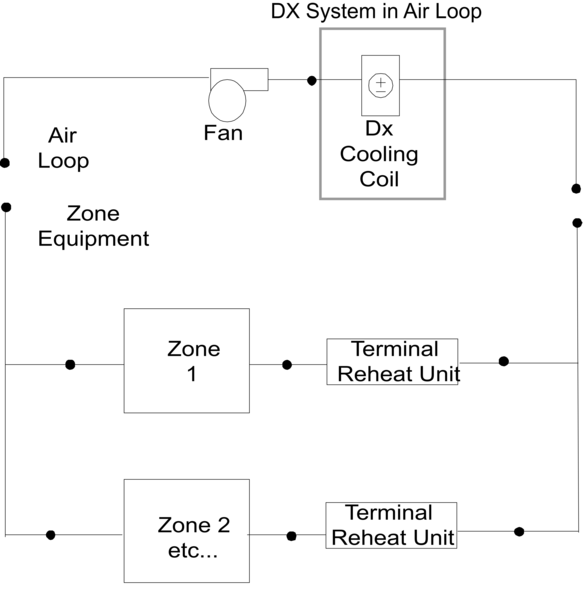 DX System in Air Loop
Fan
Dx
Cooling
Coil
Air
Loop
Zone
Equipment
Zone
1
Terminal
Reheat Unit
Zone 2
etc...
Terminal
Reheat Unit